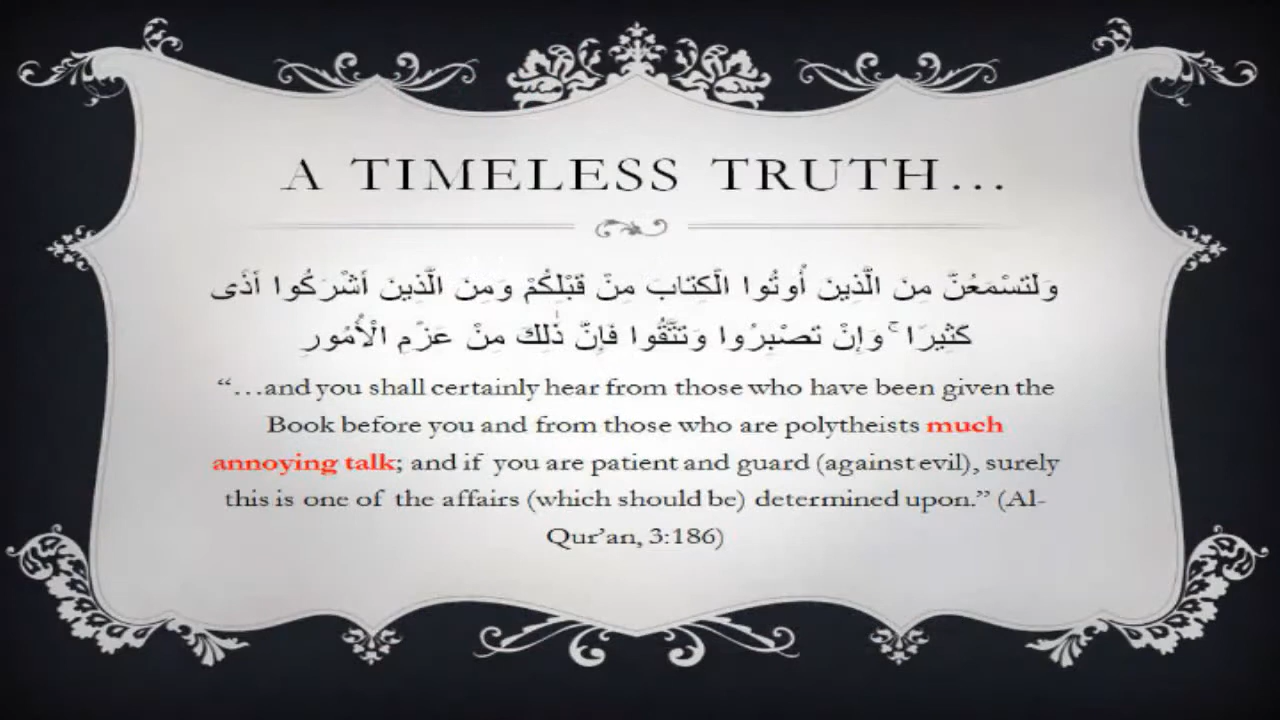 A TIMELESS TRUTH…
وَلَتَسْمَعُنَّ مِنَ الَّذِينَ أُوتُوا الْكِتَابَ مِنْ قَبْلِكُمْ وَمِنَ الَّذِينَ أَشْرَكُوا أَذًى
كَثِيرًا ۚ وَإِنْ تَصْبِرُوا وَتَتَّقُوا فَإِنَّ ذَٰلِكَ مِنْ عَزْمِ الْأُمُورِ
“…and you shall certainly hear from those who have been given the
Book before you and from those who are polytheists much
annoying talk; and if you are patient and guard (against evil), surely
this is one of the affairs (which should be) determined upon.” (Al-
Qur’an, 3:186)